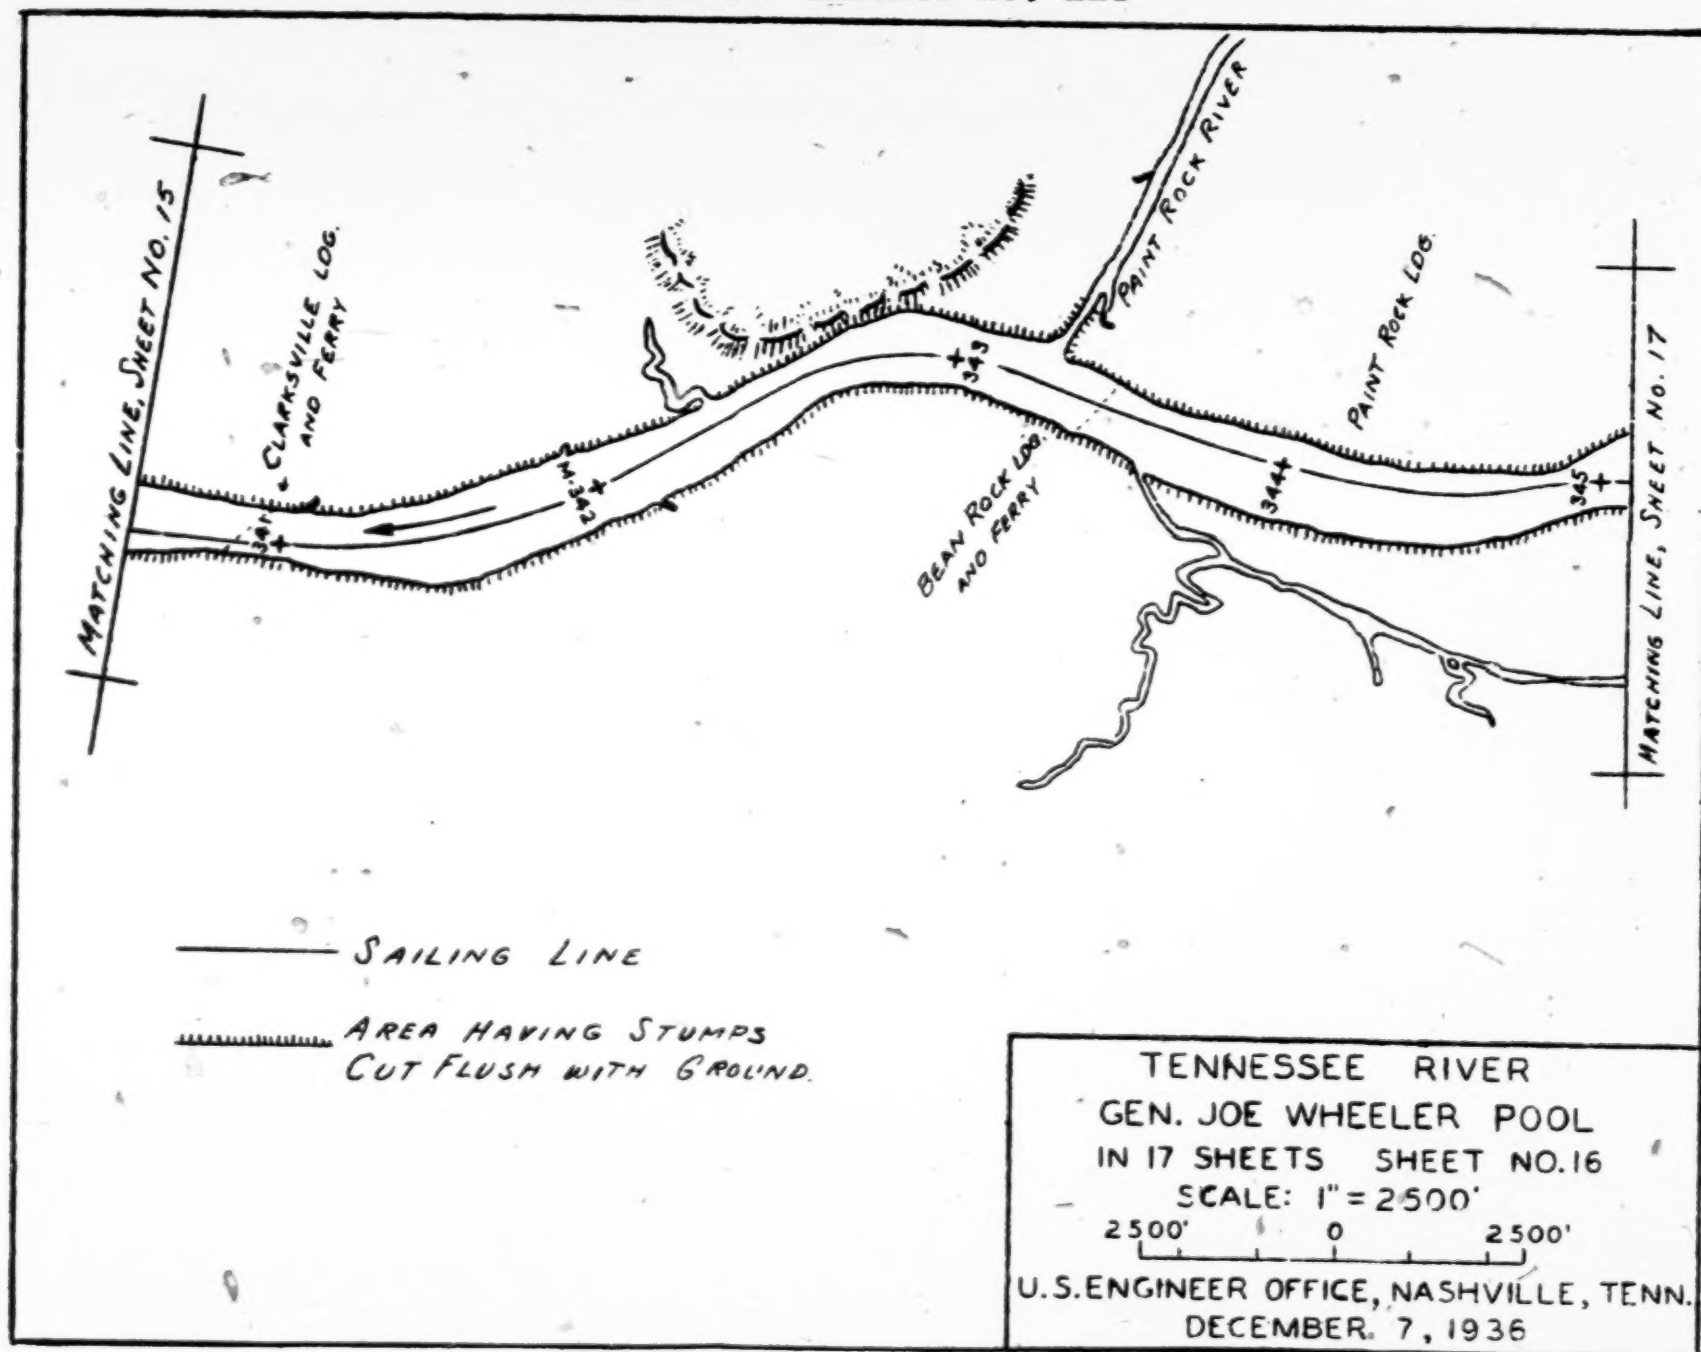 MATCHING LINE, SHEET NO. 15
CLARKSVILLE LDG.
AND FERRY
341
M. 342
343
PAINT ROCK RIVER
PAINT ROCK RIVER
BEAN ROCK LDG.
AND FERRY
344
PAINT ROCK LDG.
345
MATCHING LINE, SHEET NO. 17
SAILING LINE
AREA HAVING STUMPS
CUT FLUSH WITH GROUND.
TENNESSEE RIVER
GEN. JOE WHEELER POOL
IN 17 SHEETS SHEET NO. 16
SCALE: 1" = 2500'
2500' 0 2500'
U.S. ENGINEER OFFICE, NASHVILLE, TENN.
DECEMBER. 7, 1936